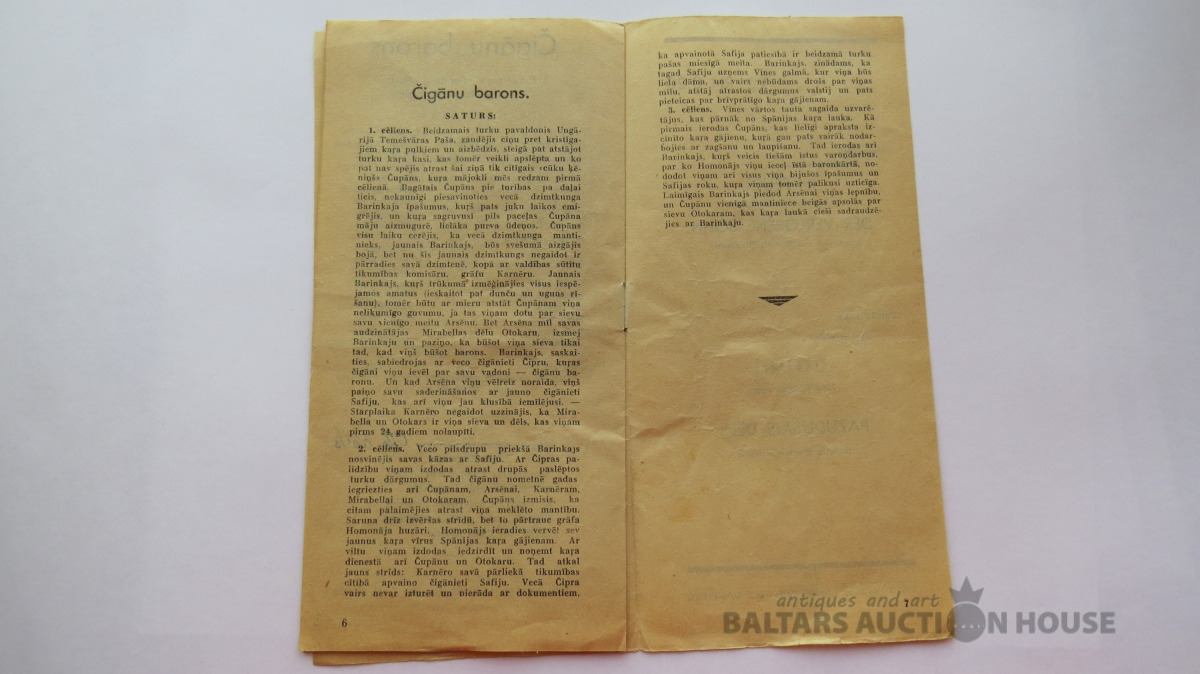 Čigānu barons.
SATURS:
1. cēliens. Beidzamais turku pavaldonis Ungā-
rijā Temešvāras Paša, zaudējis cīņu pret kristīga-
jiem kaŗa pulkiem un aizbēdzis, steigā pat atstājot
turku kaŗa kasi, kas tomēr veikli apslēpta un ko
pat nav spējis atrast šai ziņā tik cītīgais «cūku ķē-
niņš» Čupāns, kuŗa mājokli mēs redzam pirmā
cēlienā. Bagātais Čupāns pie turības pa daļai
ticis, nekaunīgi piesavinoties dzimtkunga
Barinkaja īpašumus, kuŗš pats juku laikos emi-
grējis, un kuŗa sagruvusi pils paceļas Čupāna
māju aizmugurē, lielāka purva ūdeņos. Čupāns
visu laiku cerējis, ka vecā dzimtkunga manti-
nieks, jaunais Barinkajs, būs svešumā aizgājis
bojā, bet nu šis jaunais dzimtkungs negaidot ir
pārradies savā dzimtenē, kopā ar valdības sūtītu
tikumības komisāru, grāfu Karnēru. Jaunais
Barinkajs, kuŗš trūkumā izmēģinājies visus iespē-
jamos amatus (ieskaitot pat dunču un uguns rī-
šanu), tomēr būtu ar mieru atstāt Čupānam viņa
nelikumīgo guvumu, ja tas viņam dotu par sievu
savu vienīgo meitu Arsēnu. Bet Arsēna mīl savas
audzinātājas Mirabellas dēlu Otokaru, izsmej
Barinkaju un paziņo, ka būšot viņa sieva tikai
tad, kad viņš būšot barons. Barinkajs, saskai-
ties, sabiedrojas ar veco čigānieti Čipru, kuŗas
čigāni viņu ievēl par savu vadoni — čigānu ba-
ronu. Un kad Arsēna viņu vēlreiz noraida, viņš
paiņo savu saderināšanos ar jauno čigānieti
Safiju, kas arī viņu jau klusībā iemīlējusi. —
Starplaikā Karnēro negaidot uzzinājis, ka Mira-
bella un Otokars ir viņa sieva un dēls, kas viņam
pirms 24 gadiem nolaupīti.
2. cēliens. Veco pilsdrupu priekšā Barinkajs
nosvinējis savas kāzas ar Safiju. Ar Čipras pa-
līdzību viņam izdodas atrast drupās paslēptos
turku dārgumus. Tad čigānu nometnē gadas
iegriezties arī Čupānam, Arsēnai, Karnēram,
Mirabellai un Otokaram. Čupāns izmisis, ka
citam palaimējies atrast viņa meklēto mantību.
Saruna drīz izvēršas strīdū, bet to pārtrauc grāfa
Homonāja huzāri. Homonājs ieradies vervēt sev
jaunus kaŗa vīrus Spānijas kaŗa gājienam. Ar
viltu viņam izdodas iedzirdīt un noņemt kaŗa
dienestā arī Čupānu un Otokaru. Tad atkal
jauns strīds: Karnēro savā pārliekā tikumības
cītībā apvaino čigānieti Safiju. Vecā Čipra
vairs nevar izturēt un pierāda ar dokumentiem,
6
ka apvainotā Safija patiesībā ir beidzamā turku
pašas miesīgā meita. Barinkajs, zinādams, ka
tagad Safiju uzņems Vīnes galmā, kur viņa būs
liela dāma, un vairs nebūdams drošs par viņas
mīlu, atstāj atrastos dārgumus valstij un pats
pieteicas par brīvprātīgo kaŗa gājienam.
3. cēliens. Vīnes vārtos tauta sagaida uzvarē-
tājus, kas pārnāk no Spānijas kaŗa lauka. Kā
pirmais ierodas Čupāns, kas lielīgi apraksta iz-
cīnīto kaŗa gājienu, kuŗā gan pats vairāk nodar-
bojies ar zagšanu un laupīšanu. Tad ierodas arī
Barinkajs, kuŗš veicis tiešām īstus varoņdarbus,
par ko Homonājs viņu ieceļ īstā baronkārtā, no-
dodot viņam arī visus viņa bijušos īpašumus un
Safijas roku, kuŗa viņam tomēr palikusi uzticīga.
Laimīgais Barinkajs piedod Arsēnai viņas lepnību,
un Čupānu vienīgā mantiniece beigās apsolās par
sievu Otokaram, kas kaŗa laukā cieši sadraudzē-
jies ar Barinkaju.
7
antiques and art
BALTARS AUCTION HOUSE